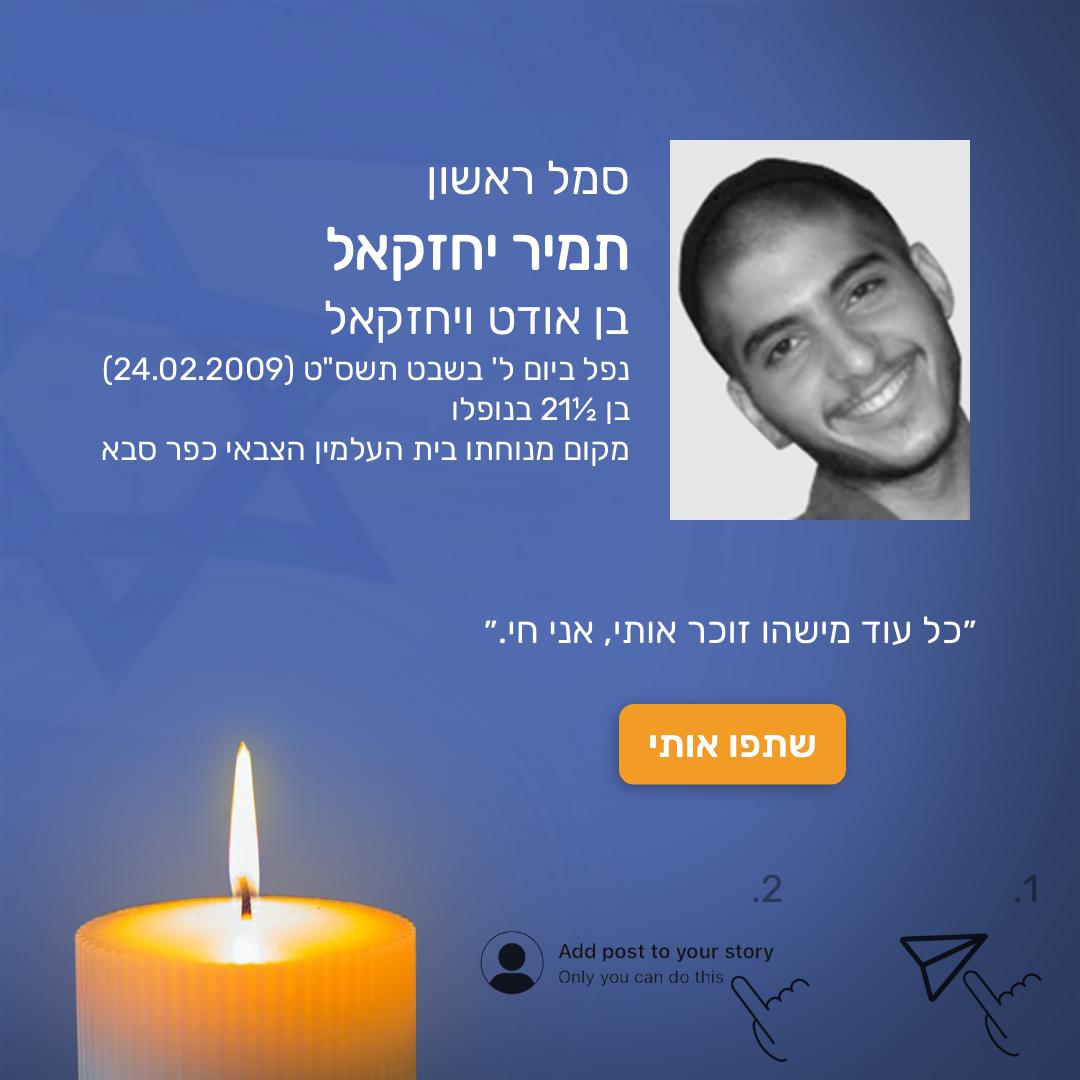 סמל ראשון
תמיר יחזקאל
בן אודט ויחזקאל
נפל ביום ל' בשבט תשס"ט (24.02.2009)
בן 21½ בנופלו
מקום מנוחתו בית העלמין הצבאי כפר סבא
״כל עוד מישהו זוכר אותי, אני חי.״
שתפו אותי
1.
2.
Add post to your story
Only you can do this